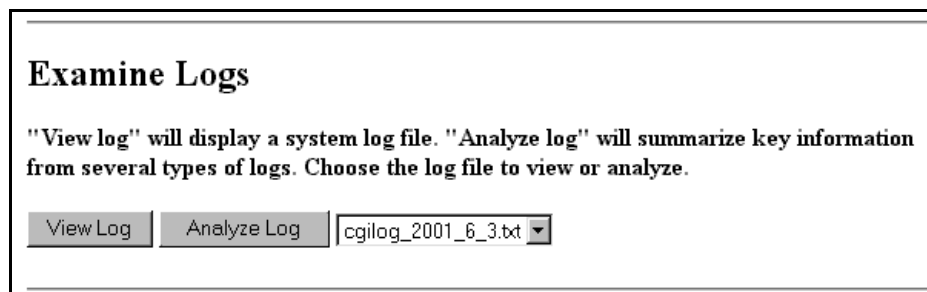 Examine Logs
"View log" will display a system log file. "Analyze log" will summarize key information
from several types of logs. Choose the log file to view or analyze.
View Log Analyze Log cgilog_2001_6_3.txt